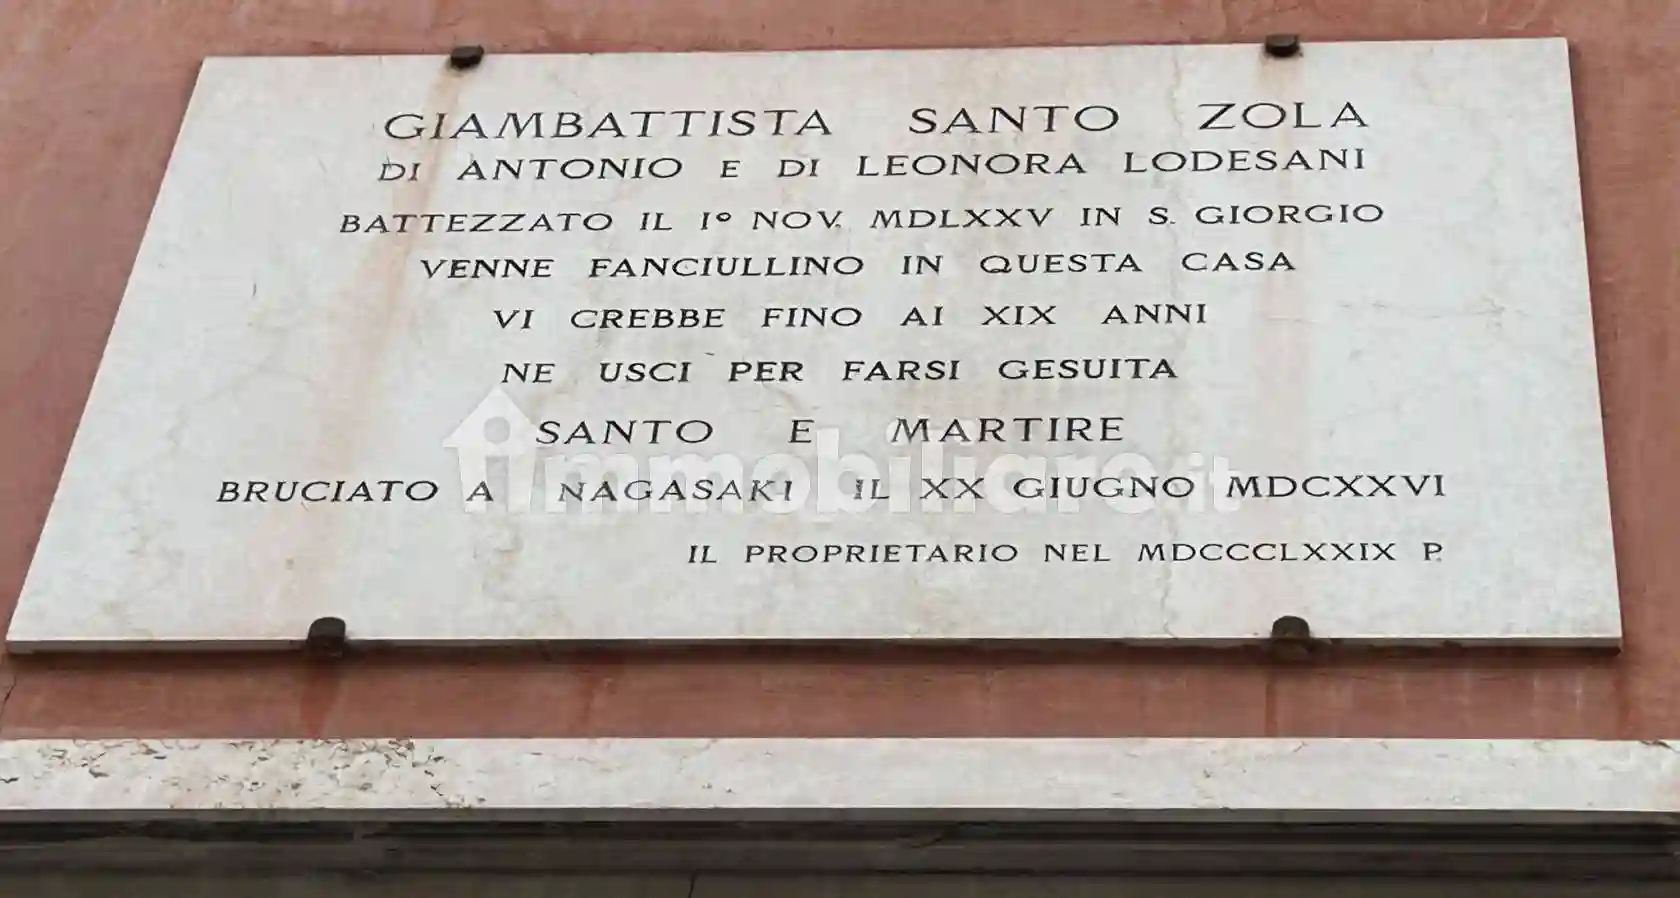 GIAMBATTISTA SANTO ZOLA
DI ANTONIO E DI LEONORA LODESANI
BATTEZZATO IL 1º NOV. MDLXXV IN S. GIORGIO
VENNE FANCIULLINO IN QUESTA CASA
VI CREBBE FINO AI XIX ANNI
NE USCI PER FARSI GESUITA
SANTO E MARTIRE
immobiliare.it
BRUCIATO A NAGASAKI IL XX GIUGNO MDCXXVI
IL PROPRIETARIO NEL MDCCCLXXIX P.